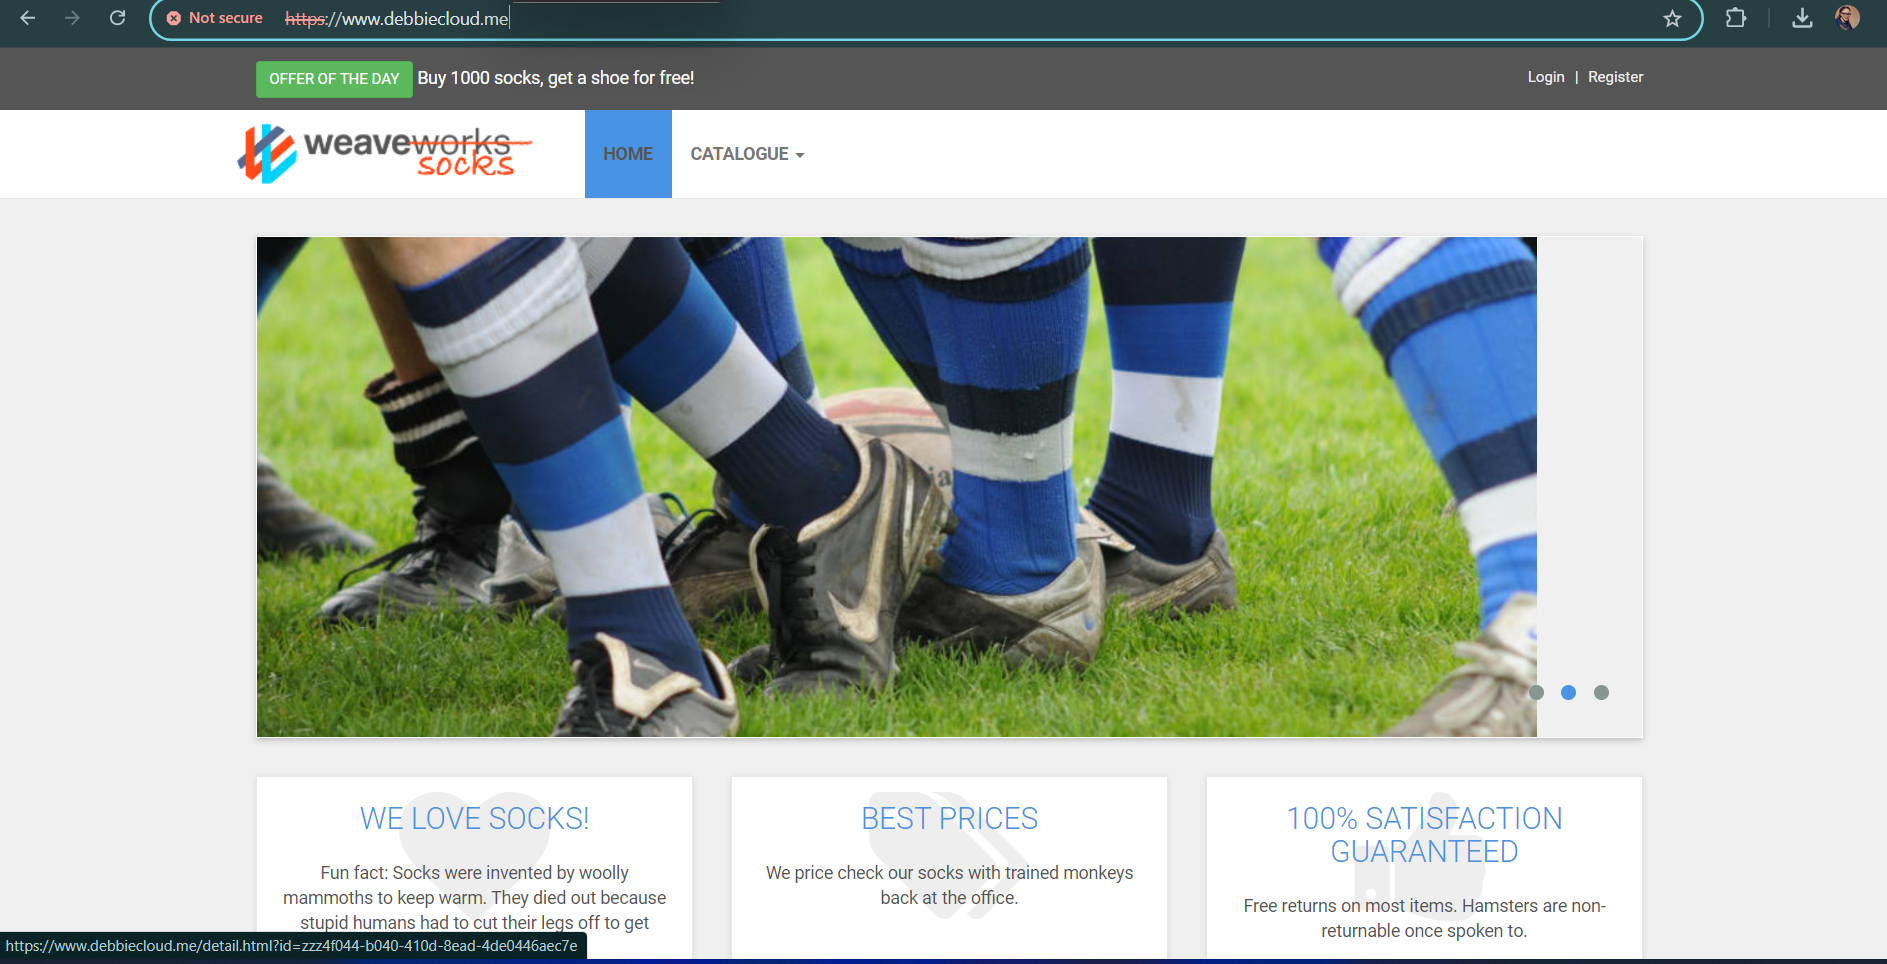 Not secure https://www.debbiecloud.me
OFFER OF THE DAY Buy 1000 socks, get a shoe for free!
Login | Register
weaveworks
socks
HOME CATALOGUE
WE LOVE SOCKS!
Fun fact: Socks were invented by woolly
mammoths to keep warm. They died out because
stupid humans had to cut their legs off to get
BEST PRICES
We price check our socks with trained monkeys
back at the office.
100% SATISFACTION
GUARANTEED
Free returns on most items. Hamsters are non-
returnable once spoken to.
https://www.debbiecloud.me/detail.html?id=zzz4f044-b040-410d-8ead-4de0446aec7e